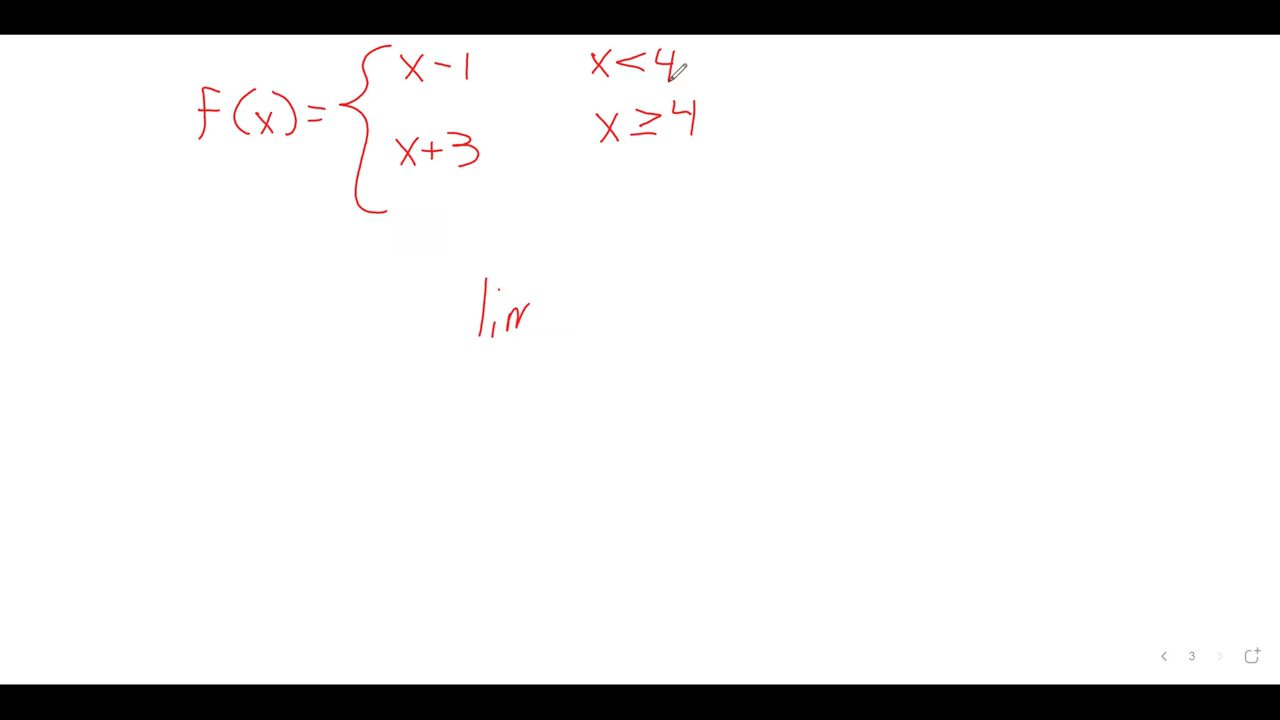 f(x) = { x - 1 x < 4
x + 3 x ≥ 4
lim
3